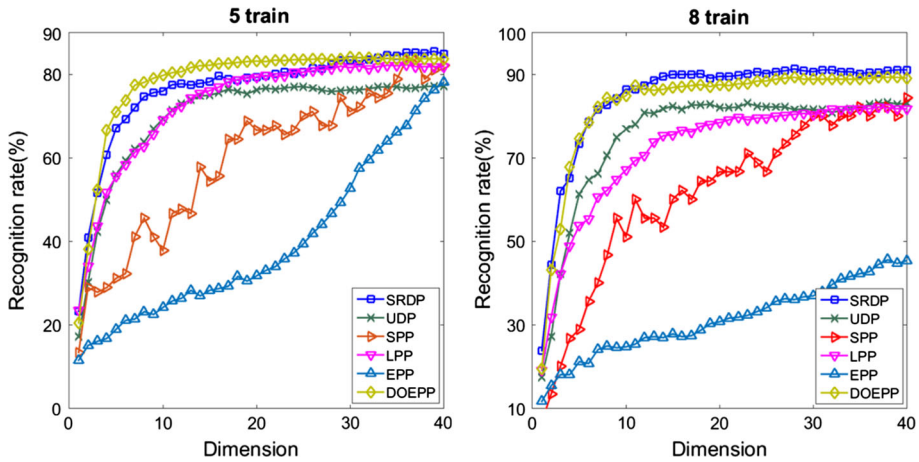 5 train
90
80
60
40
20
0
0 10 20 30 40
Recognition rate(%)
Dimension
SRDP
UDP
SPP
LPP
EPP
DOEPP
8 train
100
90
70
50
30
10
0 10 20 30 40
Recognition rate(%)
Dimension
SRDP
UDP
SPP
LPP
EPP
DOEPP